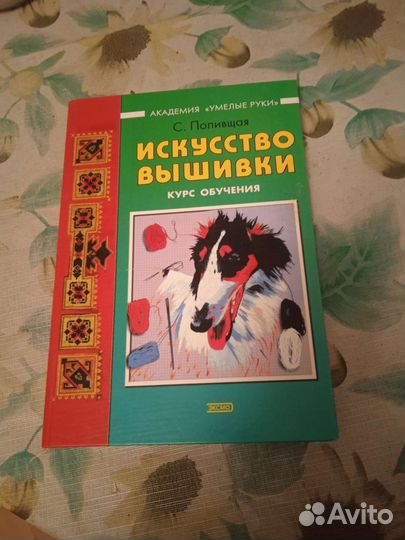 АКАДЕМИЯ «УМЕЛЫЕ РУКИ»
С. Попивщая
ИСКУССТВО
ВЫШИВКИ
КУРС ОБУЧЕНИЯ
ЭКСМО
Avito